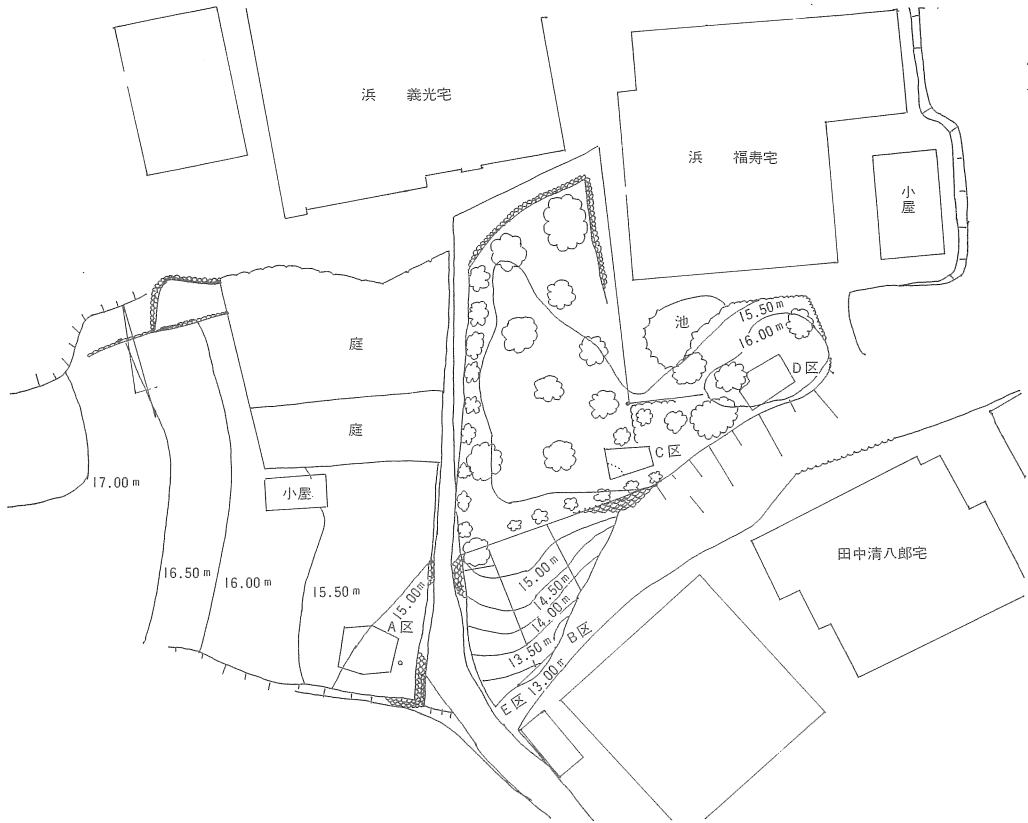 浜 義光宅
浜 福寿宅
小屋
池
15.50m
16.00m
D区
庭
庭
C区
17.00m
小屋
16.50m
16.00m
15.50m
15.00m
A区
15.00m
14.50m
14.00m
13.50m
B区
13.00m
E区
田中清八郎宅